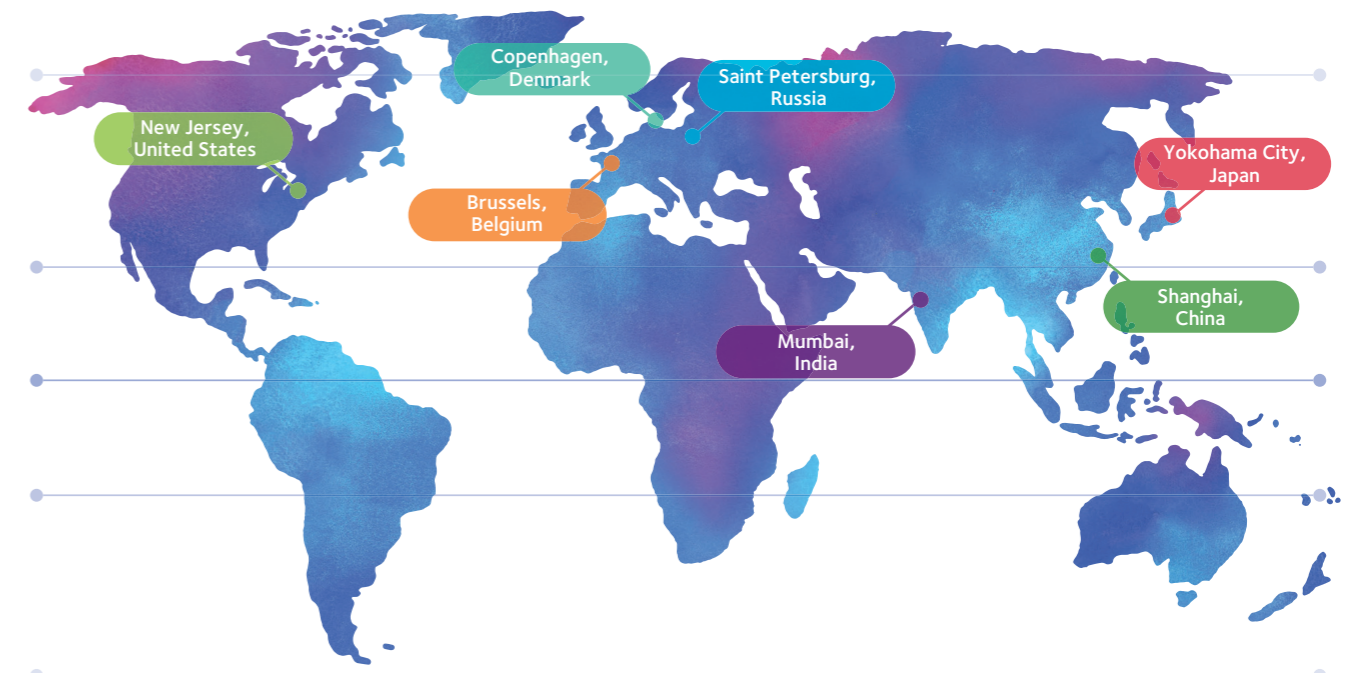 Copenhagen,
Denmark
Saint Petersburg,
Russia
New Jersey,
United States
Yokohama City,
Japan
Brussels,
Belgium
Shanghai,
China
Mumbai,
India